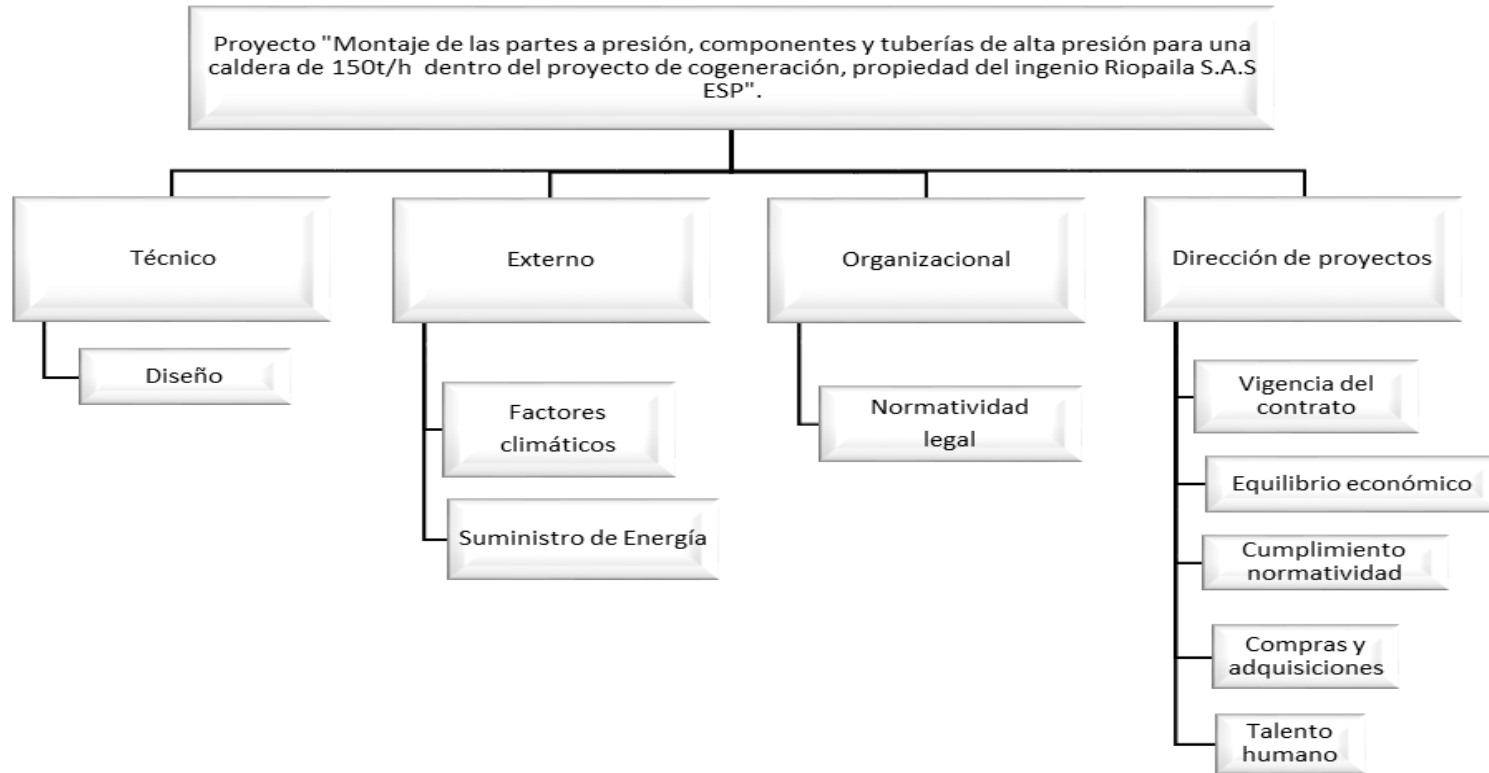 Proyecto "Montaje de las partes a presión, componentes y tuberías de alta presión para una
caldera de 150t/h dentro del proyecto de cogeneración, propiedad del ingenio Riopaila S.A.S
ESP".
Técnico
Diseño
Externo
Factores
climáticos
Suministro de Energía
Organizacional
Normatividad
legal
Dirección de proyectos
Vigencia del
contrato
Equilibrio económico
Cumplimiento
normatividad
Compras y
adquisiciones
Talento
humano